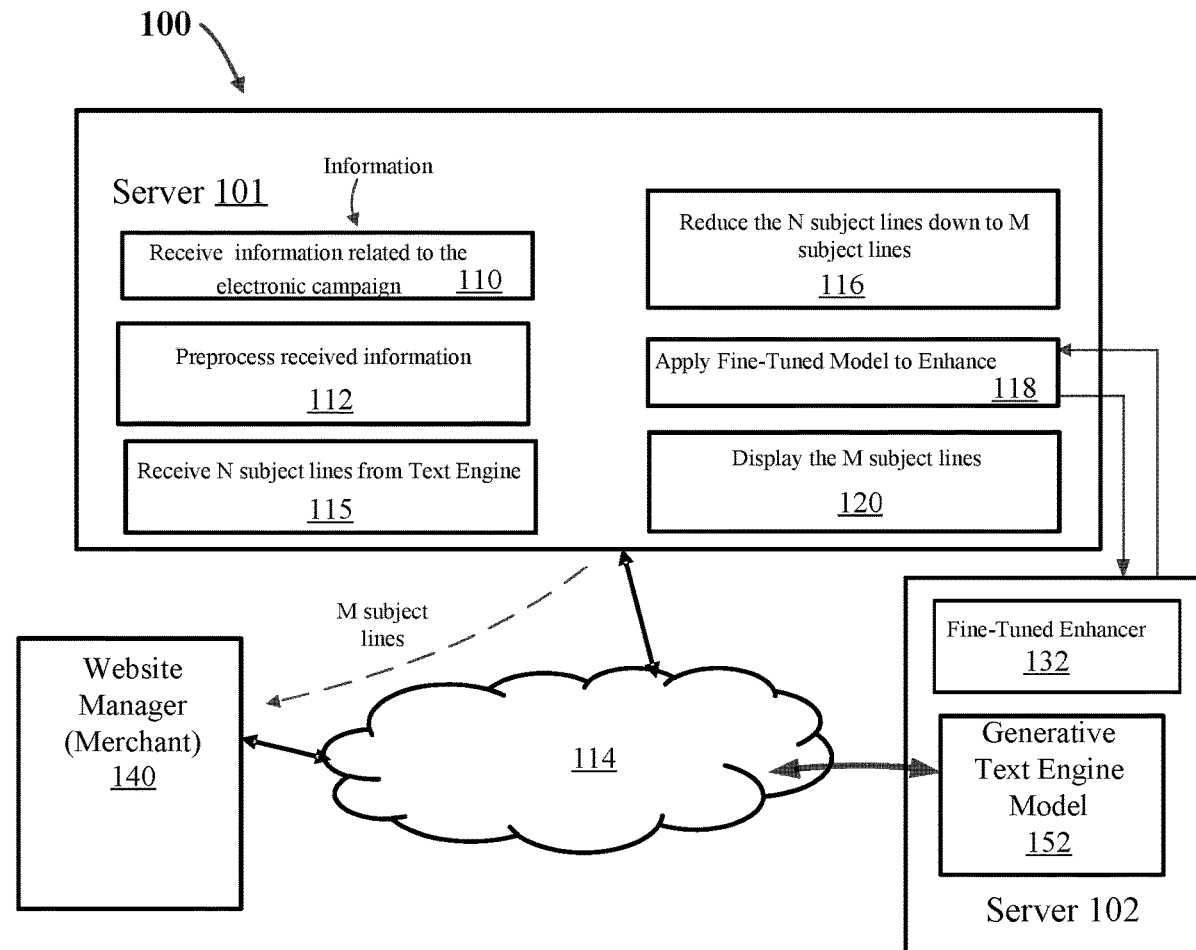 100
Information
Server 101
Receive information related to the
electronic campaign 110
Preprocess received information
112
Receive N subject lines from Text Engine
115
Reduce the N subject lines down to M
subject lines
116
Apply Fine-Tuned Model to Enhance
118
Display the M subject lines
120
M subject
lines
Website
Manager
(Merchant)
140
114
Fine-Tuned Enhancer
132
Generative
Text Engine
Model
152
Server 102